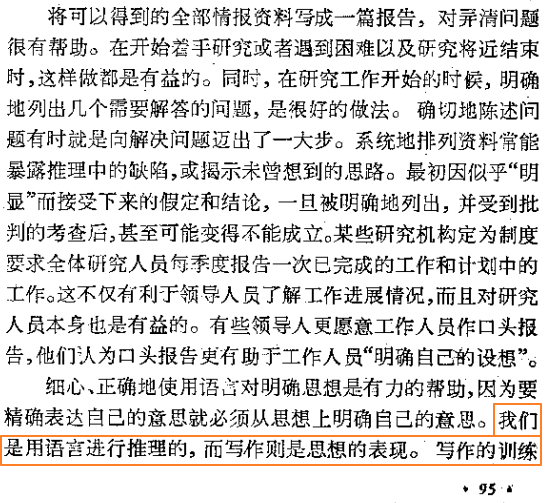 将可以得到的全部情报资料写成一篇报告，对弄清问题
很有帮助。在开始着手研究或者遇到困难以及研究将近结束
时，这样做都是有益的。同时，在研究工作开始的时候，明确
地列出几个需要解答的问题，是很好的做法。确切地陈述问
题有时就是向解决问题迈出了一大步。系统地排列资料常能
暴露推理中的缺陷，或揭示未曾想到的思路。最初因似乎“明
显”而接受下来的假定和结论，一旦被明确地列出，并受到批
判的考查后，甚至可能变得不能成立。某些研究机构定为制度
要求全体研究人员每季度报告一次已完成的工作和计划中的
工作。这不仅有利于领导人员了解工作进展情况，而且对研究
人员本身也是有益的。有些领导人更愿意工作人员作口头报
告，他们认为口头报告更有助于工作人员“明确自己的设想”。
细心、正确地使用语言对明确思想是有力的帮助，因为要
精确表达自己的意思就必须从思想上明确自己的意思。我们
是用语言进行推理的，而写作则是思想的表现。写作的训练
• 95 •